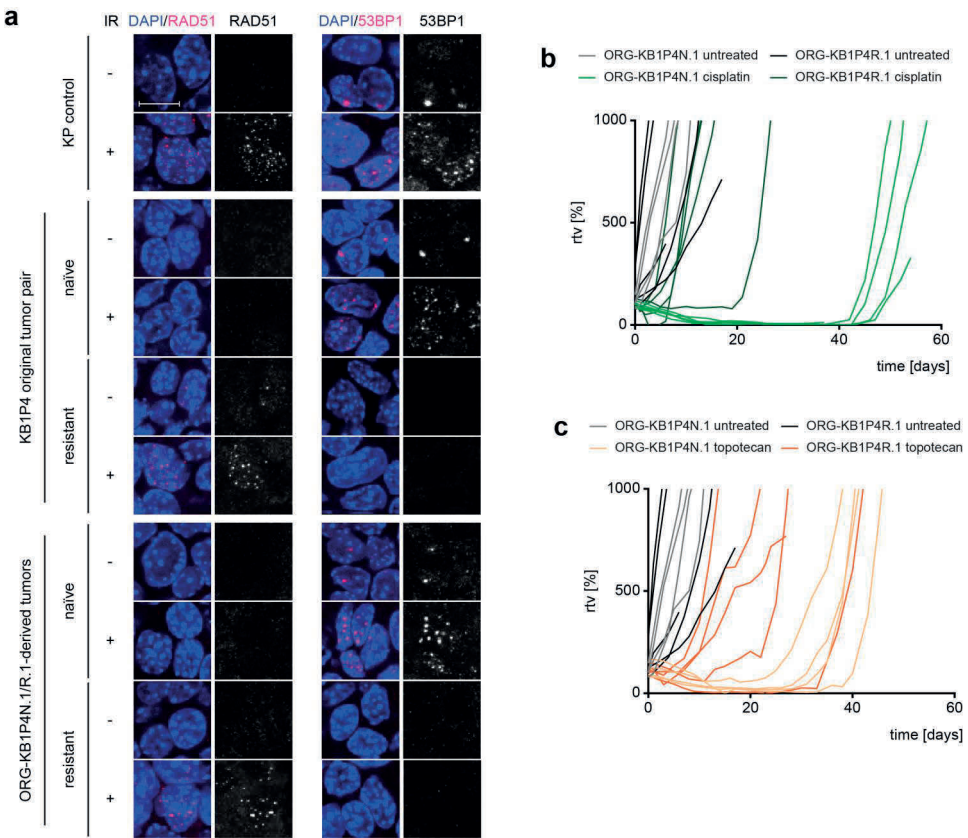 a
IR DAPI/RAD51 RAD51 DAPI/53BP1 53BP1
KP control
-
+
KB1P4 original tumor pair
naïve
-
+
resistant
-
+
ORG-KB1P4N.1/R.1-derived tumors
naïve
-
+
resistant
-
+
b
ORG-KB1P4N.1 untreated ORG-KB1P4R.1 untreated
ORG-KB1P4N.1 cisplatin ORG-KB1P4R.1 cisplatin
1000
500
0
rtv [%]
0 20 40 60
time [days]
c
ORG-KB1P4N.1 untreated ORG-KB1P4R.1 untreated
ORG-KB1P4N.1 topotecan ORG-KB1P4R.1 topotecan
1000
500
0
rtv [%]
0 20 40 60
time [days]